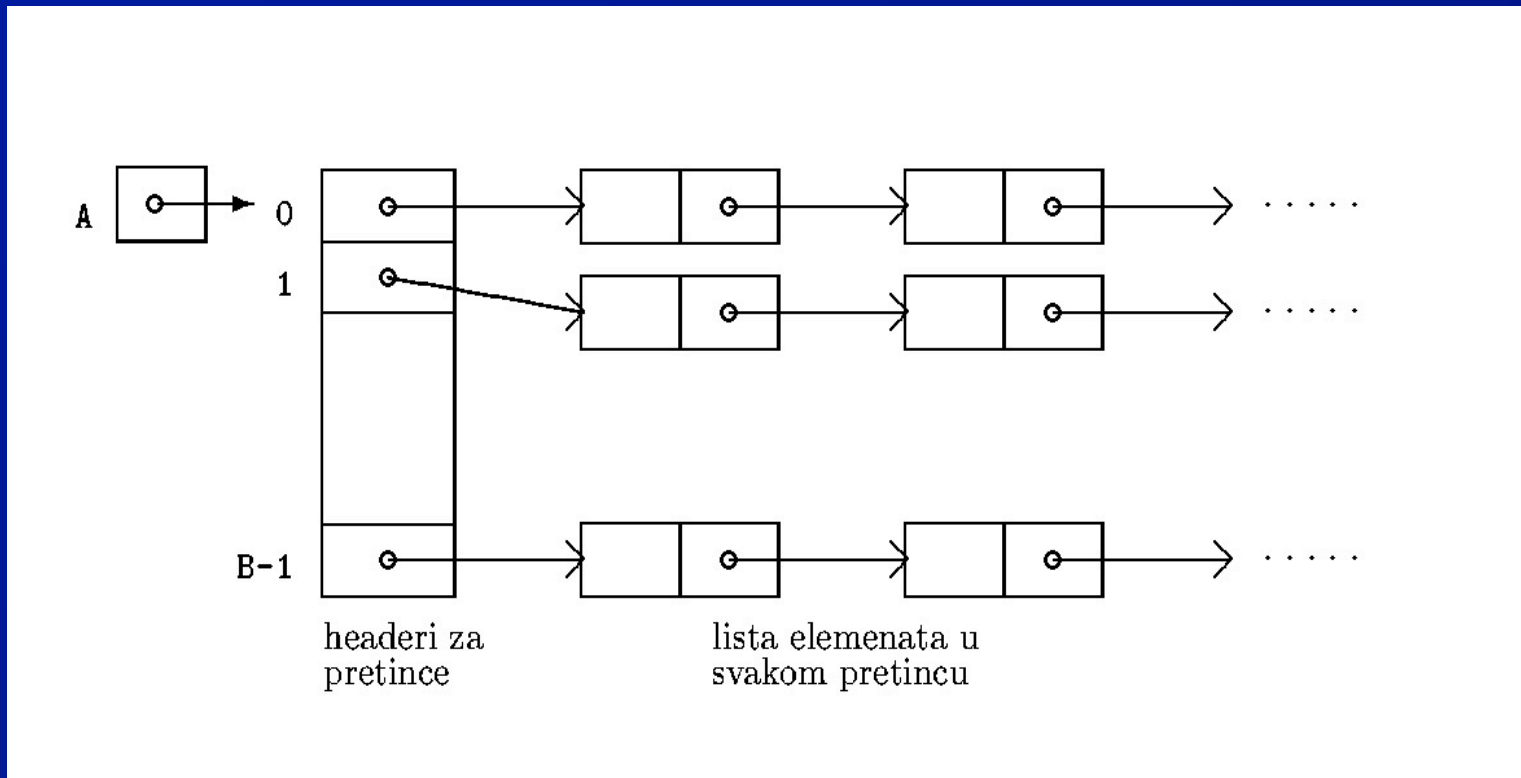 A
0
1
B-1
headeri za
pretince
lista elemenata u
svakom pretincu